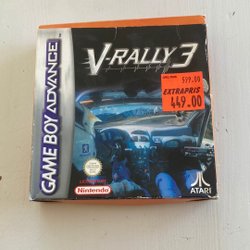 GAME BOY ADVANCE
V-RALLY 3
599.00
EXTRAPRIS
449.00
Nintendo
ATARI